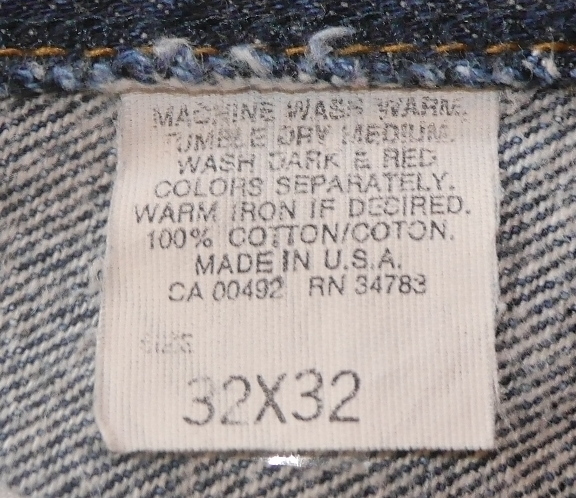 MACHINE WASH WARM.
TUMBLE DRY MEDIUM.
WASH DARK & RED
COLORS SEPARATELY.
WARM IRON IF DECIRED.
100% COTTON/COTON.
MADE IN U.S.A.
CA 00492 RN 34783
SIZE
32X32